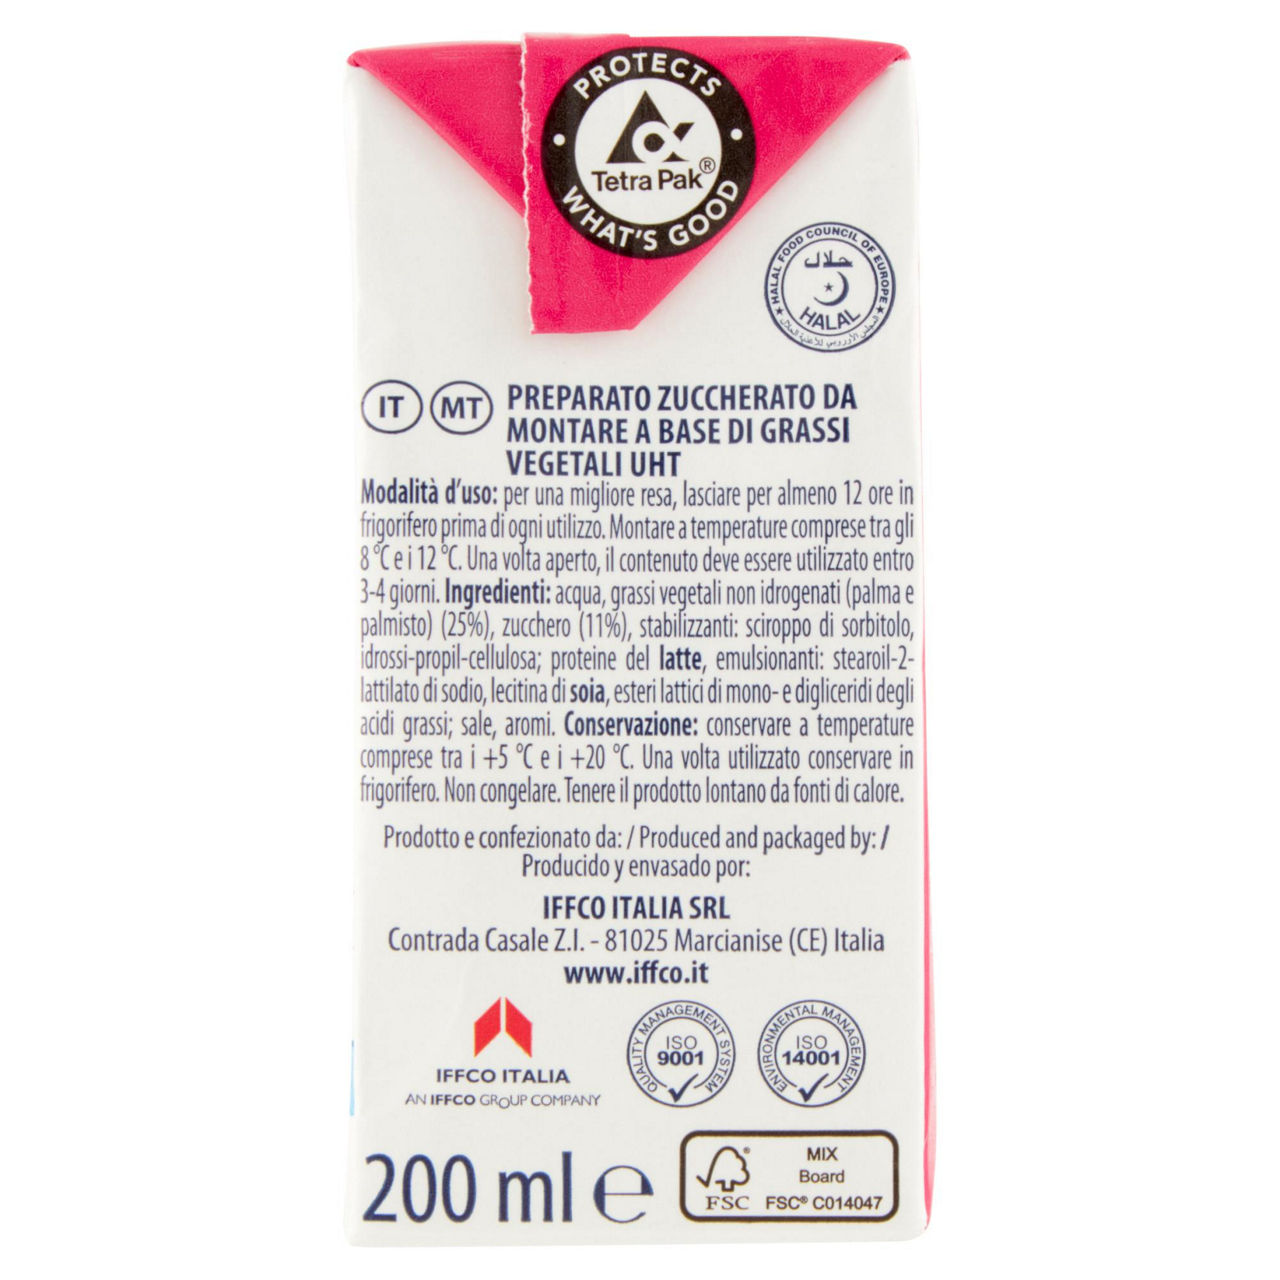 PROTECTS
Tetra Pak®
WHAT'S GOOD
HALAL FOOD COUNCIL OF EUROPE
حلال
HALAL
المجلس الأوروبي للأغذية الحلال
IT MT PREPARATO ZUCCHERATO DA
MONTARE A BASE DI GRASSI
VEGETALI UHT
Modalità d'uso: per una migliore resa, lasciare per almeno 12 ore in
frigorifero prima di ogni utilizzo. Montare a temperature comprese tra gli
8 °C e i 12 °C. Una volta aperto, il contenuto deve essere utilizzato entro
3-4 giorni. Ingredienti: acqua, grassi vegetali non idrogenati (palma e
palmisto) (25%), zucchero (11%), stabilizzanti: sciroppo di sorbitolo,
idrossi-propil-cellulosa; proteine del latte, emulsionanti: stearoil-2-
lattilato di sodio, lecitina di soia, esteri lattici di mono- e digliceridi degli
acidi grassi; sale, aromi. Conservazione: conservare a temperature
comprese tra i +5 °C e i +20 °C. Una volta utilizzato conservare in
frigorifero. Non congelare. Tenere il prodotto lontano da fonti di calore.
Prodotto e confezionato da: / Produced and packaged by: /
Producido y envasado por:
IFFCO ITALIA SRL
Contrada Casale Z.I. - 81025 Marcianise (CE) Italia
www.iffco.it
IFFCO ITALIA
AN IFFCO GROUP COMPANY
QUALITY MANAGEMENT SYSTEM
ISO
9001
ENVIRONMENTAL MANAGEMENT
ISO
14001
200 ml e
FSC®
MIX
Board
FSC® C014047